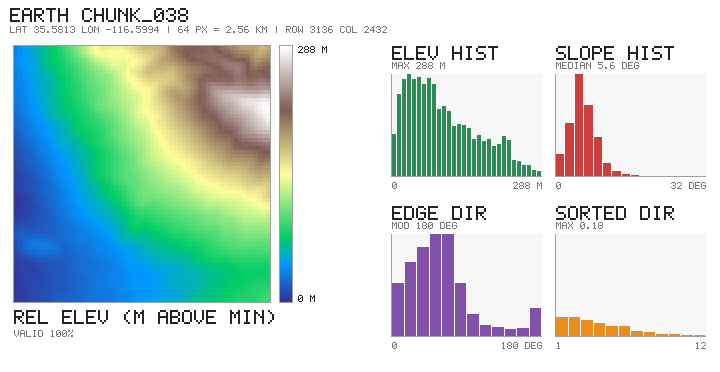 EARTH CHUNK_038
LAT 35.5813 LON -116.5994 | 64 PX = 2.56 KM | ROW 3136 COL 2432
288 M
0 M
REL ELEV (M ABOVE MIN)
VALID 100%
ELEV HIST
MAX 288 M
0 288 M
SLOPE HIST
MEDIAN 5.6 DEG
0 32 DEG
EDGE DIR
MOD 180 DEG
0 180 DEG
SORTED DIR
MAX 0.18
1 12